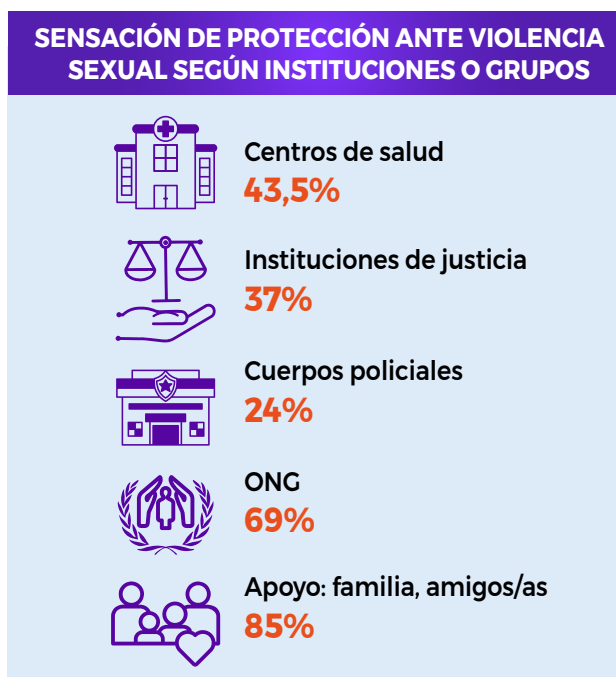 SENSACIÓN DE PROTECCIÓN ANTE VIOLENCIA
SEXUAL SEGÚN INSTITUCIONES O GRUPOS
Centros de salud
43,5%
Instituciones de justicia
37%
Cuerpos policiales
24%
ONG
69%
Apoyo: familia, amigos/as
85%